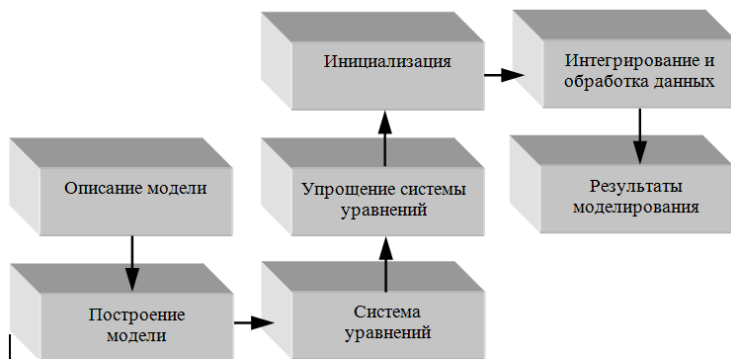 Описание модели
Построение
модели
Система
уравнений
Упрощение системы
уравнений
Инициализация
Интегрирование и
обработка данных
Результаты
моделирования